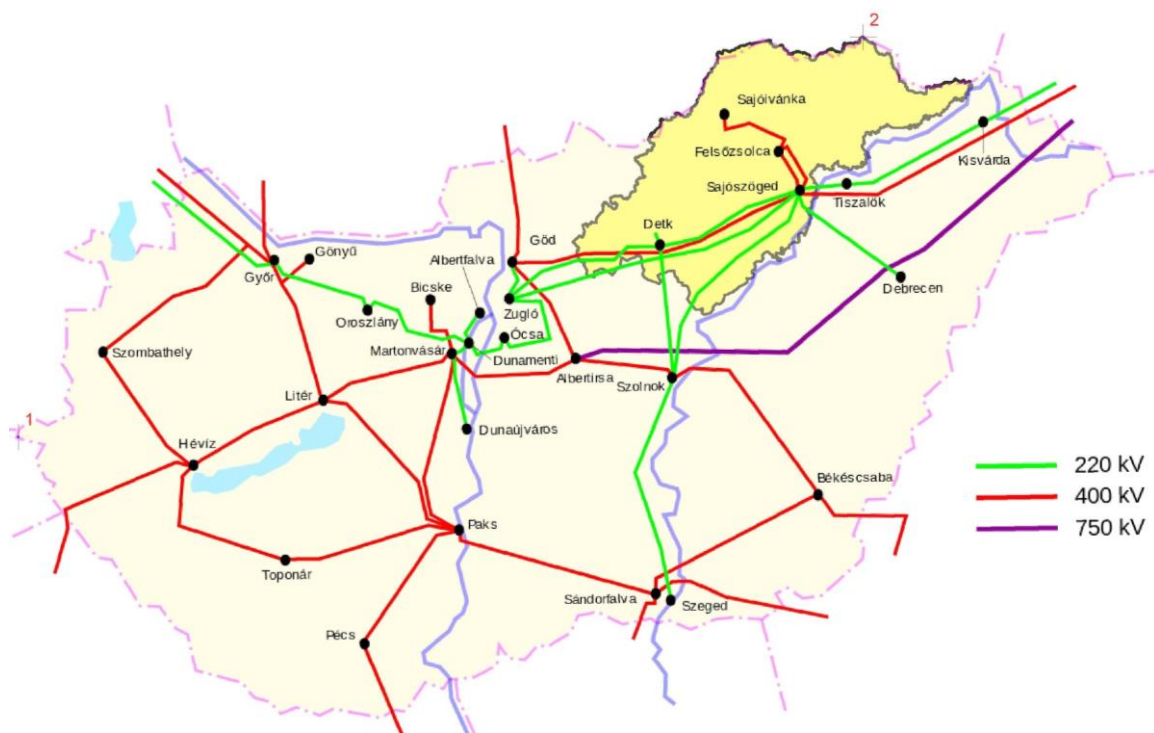 2
Sajóivánka
Felsőzsolca
Kisvárda
Sajószöged
Tiszalök
Detk
Göd
Albertfalva
Gönyű
Győr
Bicske
Debrecen
Zugló
Oroszlány
Ócsa
Szombathely
Martonvásár
Dunamenti
Albertirsa
Szolnok
Litér
1
Dunaújváros
Hévíz
220 kV
Békéscsaba
400 kV
Paks
750 kV
Toponár
Sándorfalva
Szeged
Pécs